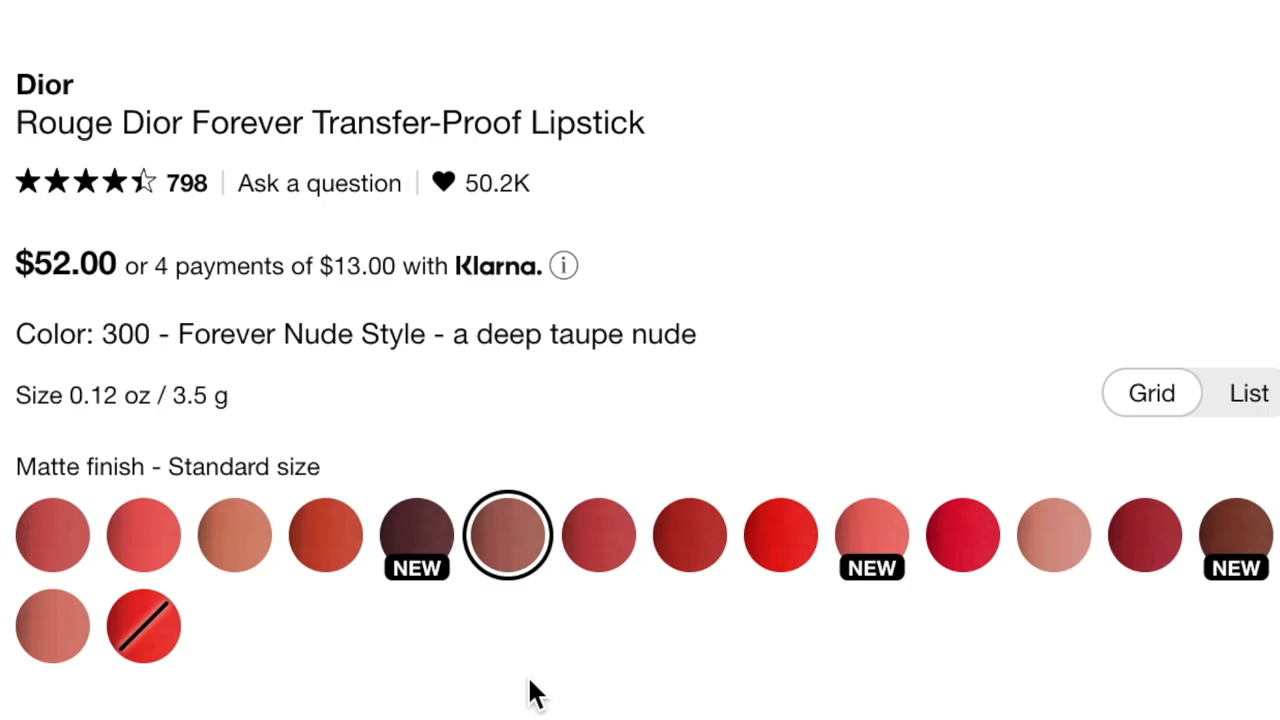 Dior
Rouge Dior Forever Transfer-Proof Lipstick
798 Ask a question 50.2K
$52.00 or 4 payments of $13.00 with Klarna.
Color: 300 - Forever Nude Style - a deep taupe nude
Size 0.12 oz / 3.5 g
Grid List
Matte finish - Standard size
NEW NEW NEW